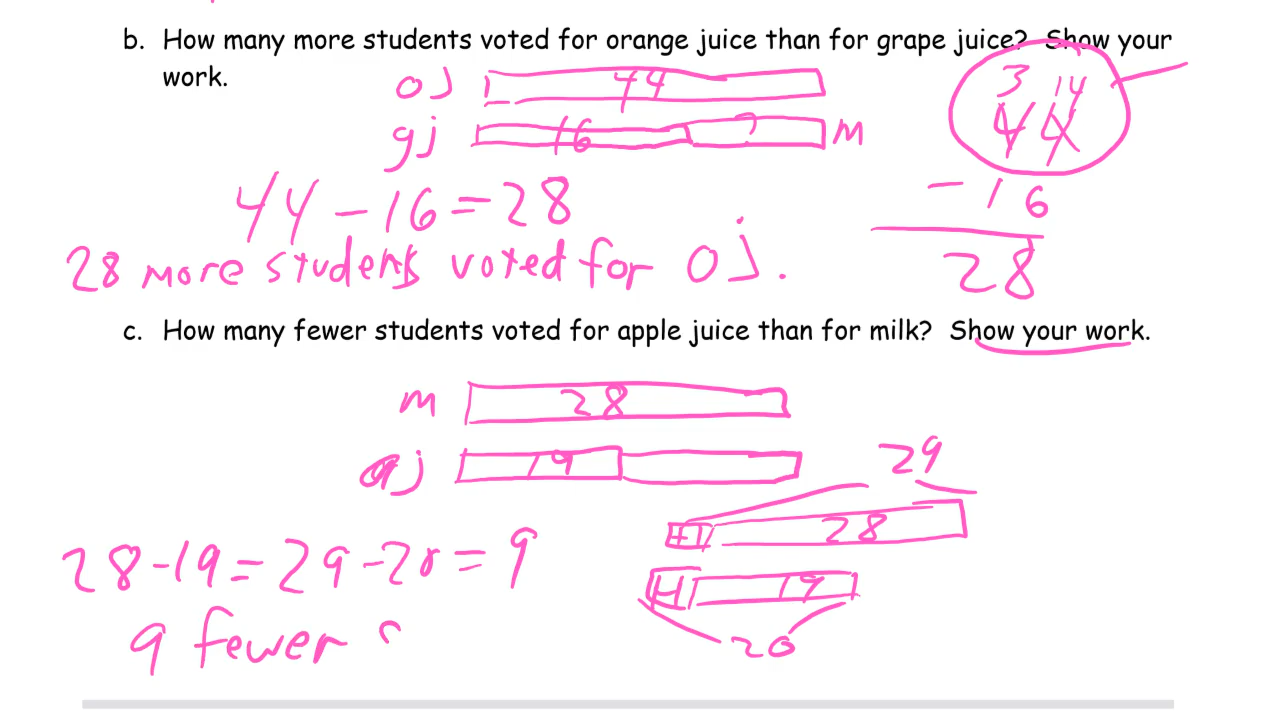 b. How many more students voted for orange juice than for grape juice? Show your
work.
oj 44
gj 16 ? m
3 14
44
- 16
28
44 - 16 = 28
28 more students voted for oj.
c. How many fewer students voted for apple juice than for milk? Show your work.
m 28
aj 19
29
+1 28
+1 19
20
28 - 19 = 29 - 20 = 9
9 fewer s